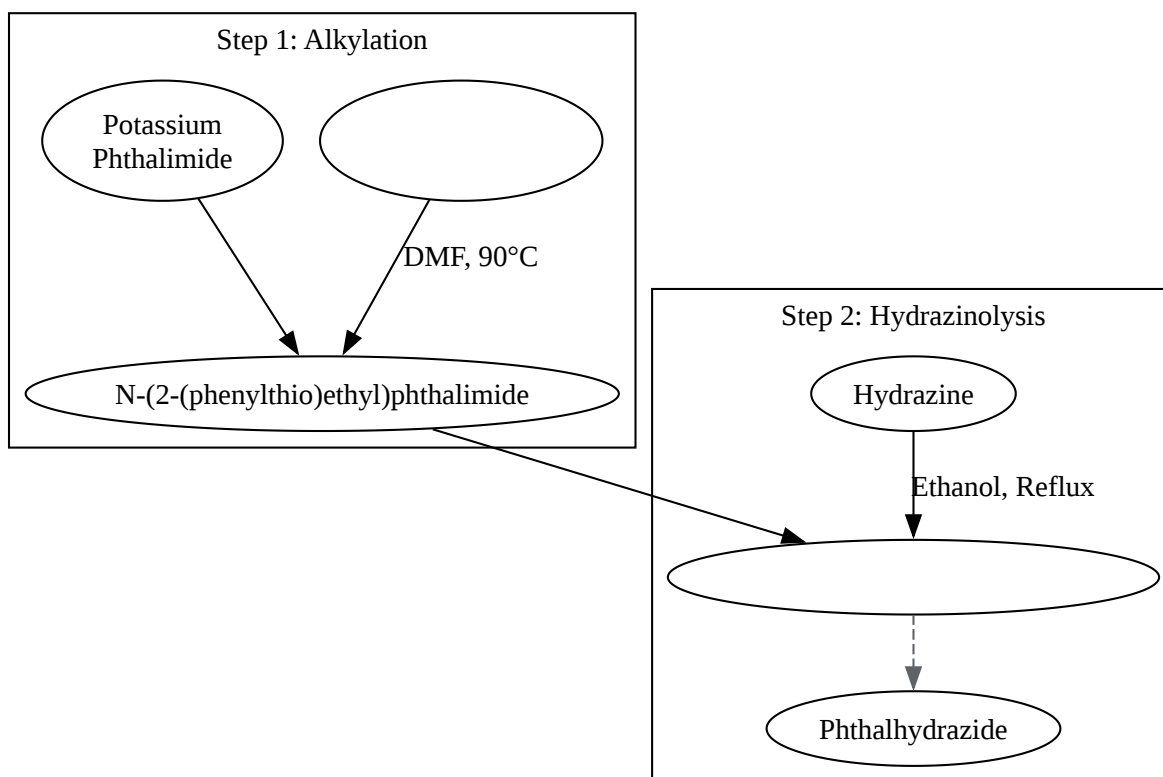 Step 1: Alkylation
Potassium
Phthalimide
DMF, 90°C
N-(2-(phenylthio)ethyl)phthalimide
Step 2: Hydrazinolysis
Hydrazine
Ethanol, Reflux
Phthalhydrazide